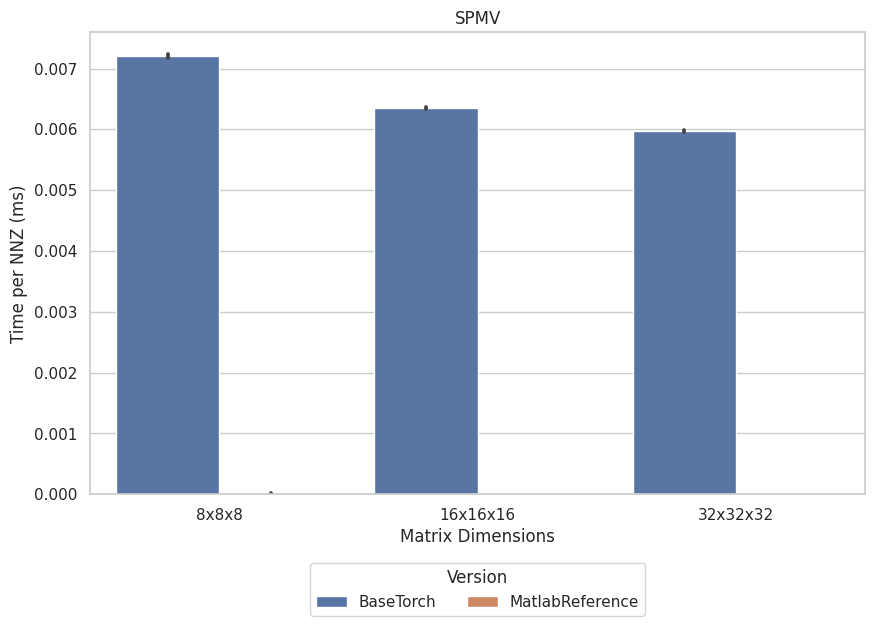 SPMV
Time per NNZ (ms)
0.007
0.006
0.005
0.004
0.003
0.002
0.001
0.000
8x8x8 16x16x16 32x32x32
Matrix Dimensions
Version
BaseTorch MatlabReference